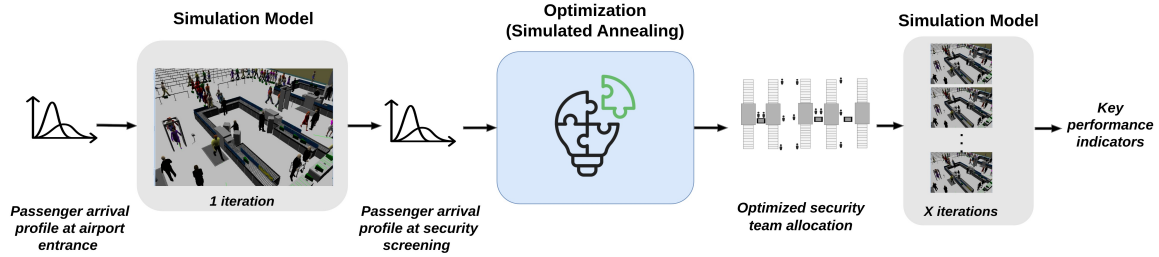 Simulation Model
1 iteration
Passenger arrival
profile at airport
entrance
Passenger arrival
profile at security
screening
Optimization
(Simulated Annealing)
Optimized security
team allocation
Simulation Model
X iterations
Key
performance
indicators